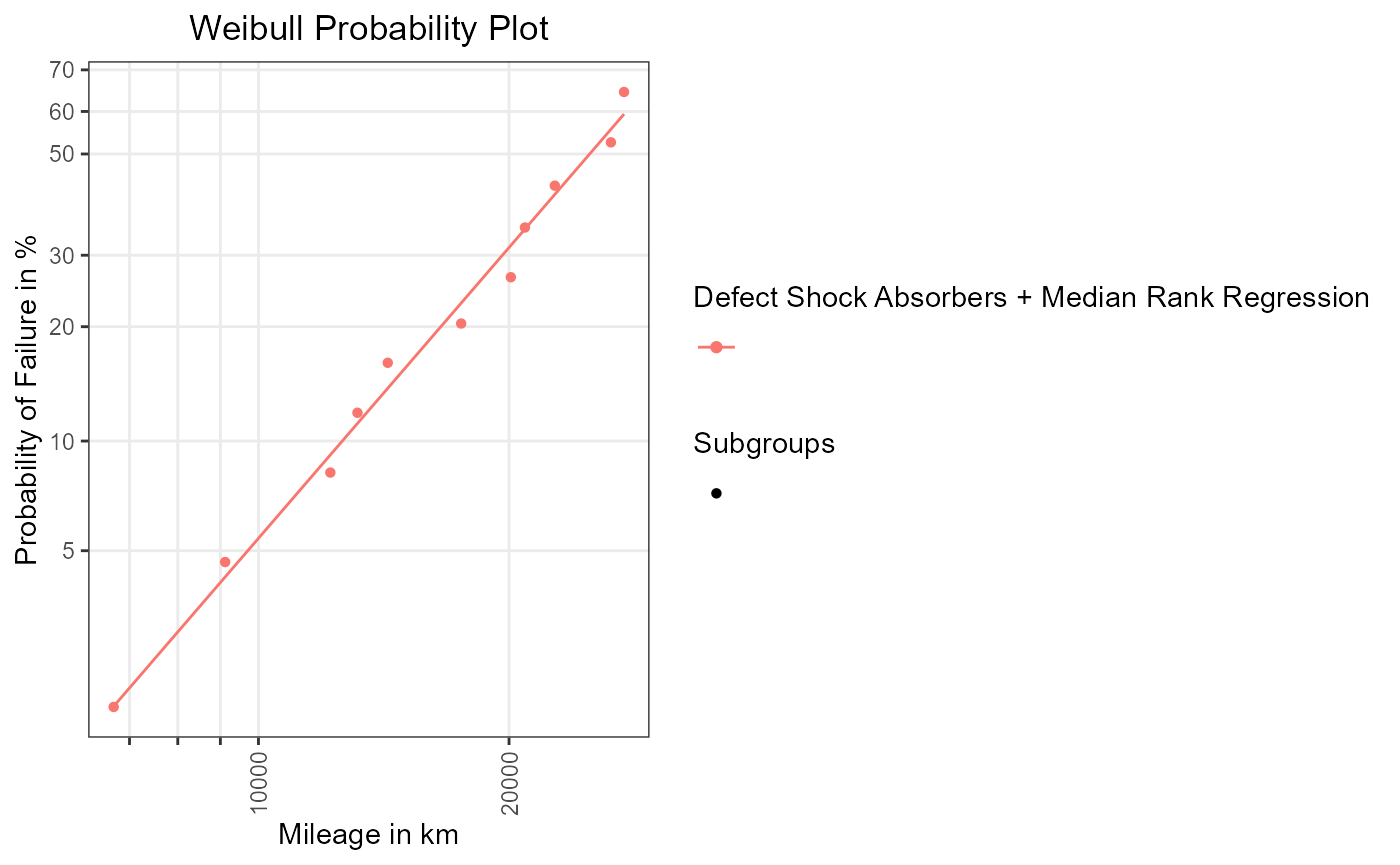 Weibull Probability Plot
70
60
50
30
20
10
5
Probability of Failure in %
10000
20000
Mileage in km
Defect Shock Absorbers + Median Rank Regression
Subgroups